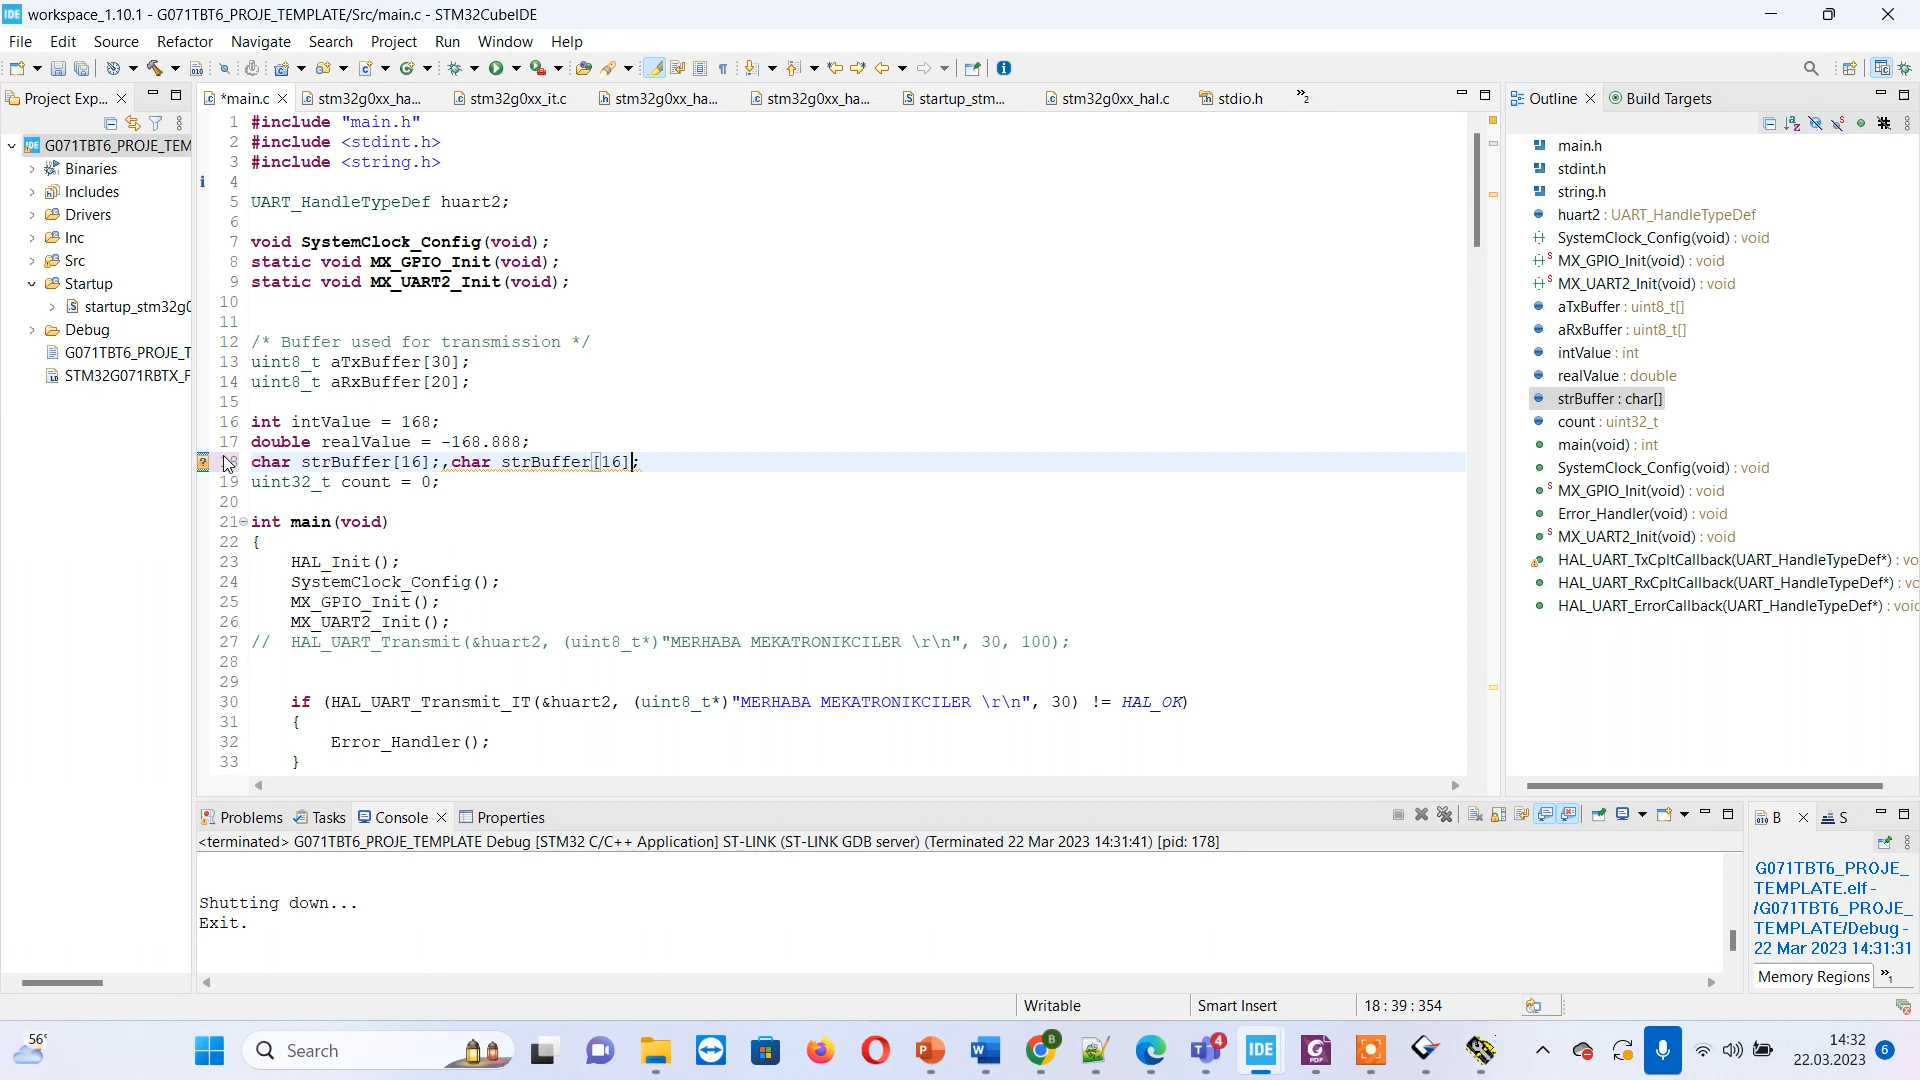 workspace_1.10.1 - G071TBT6_PROJE_TEMPLATE/Src/main.c - STM32CubeIDE
File Edit Source Refactor Navigate Search Project Run Window Help
Project Exp...
G071TBT6_PROJE_TEM
Binaries
Includes
Drivers
Inc
Src
Startup
startup_stm32g0
Debug
G071TBT6_PROJE_T
STM32G071RBTX_F
*main.c stm32g0xx_ha... stm32g0xx_it.c stm32g0xx_ha... stm32g0xx_ha... startup_stm... stm32g0xx_hal.c stdio.h »2
1 #include "main.h"
2 #include <stdint.h>
3 #include <string.h>
4
5 UART_HandleTypeDef huart2;
6
7 void SystemClock_Config(void);
8 static void MX_GPIO_Init(void);
9 static void MX_UART2_Init(void);
10
11
12 /* Buffer used for transmission */
13 uint8_t aTxBuffer[30];
14 uint8_t aRxBuffer[20];
15
16 int intValue = 168;
17 double realValue = -168.888;
18 char strBuffer[16];,char strBuffer[16];
19 uint32_t count = 0;
20
21 int main(void)
22 {
23 HAL_Init();
24 SystemClock_Config();
25 MX_GPIO_Init();
26 MX_UART2_Init();
27 // HAL_UART_Transmit(&huart2, (uint8_t*)"MERHABA MEKATRONIKCILER \r\n", 30, 100);
28
29
30 if (HAL_UART_Transmit_IT(&huart2, (uint8_t*)"MERHABA MEKATRONIKCILER \r\n", 30) != HAL_OK)
31 {
32 Error_Handler();
33 }
Outline Build Targets
main.h
stdint.h
string.h
huart2 : UART_HandleTypeDef
SystemClock_Config(void) : void
MX_GPIO_Init(void) : void
MX_UART2_Init(void) : void
aTxBuffer : uint8_t[]
aRxBuffer : uint8_t[]
intValue : int
realValue : double
strBuffer : char[]
count : uint32_t
main(void) : int
SystemClock_Config(void) : void
MX_GPIO_Init(void) : void
Error_Handler(void) : void
MX_UART2_Init(void) : void
HAL_UART_TxCpltCallback(UART_HandleTypeDef*) : vo
HAL_UART_RxCpltCallback(UART_HandleTypeDef*) : vo
HAL_UART_ErrorCallback(UART_HandleTypeDef*) : voic
Problems Tasks Console Properties
<terminated> G071TBT6_PROJE_TEMPLATE Debug [STM32 C/C++ Application] ST-LINK (ST-LINK GDB server) (Terminated 22 Mar 2023 14:31:41) [pid: 178]
Shutting down...
Exit.
B S
G071TBT6_PROJE_
TEMPLATE.elf -
/G071TBT6_PROJE_
TEMPLATE/Debug -
22 Mar 2023 14:31:31
Memory Regions »1
Writable Smart Insert 18 : 39 : 354
56°
Search
IDE
14:32
22.03.2023
6